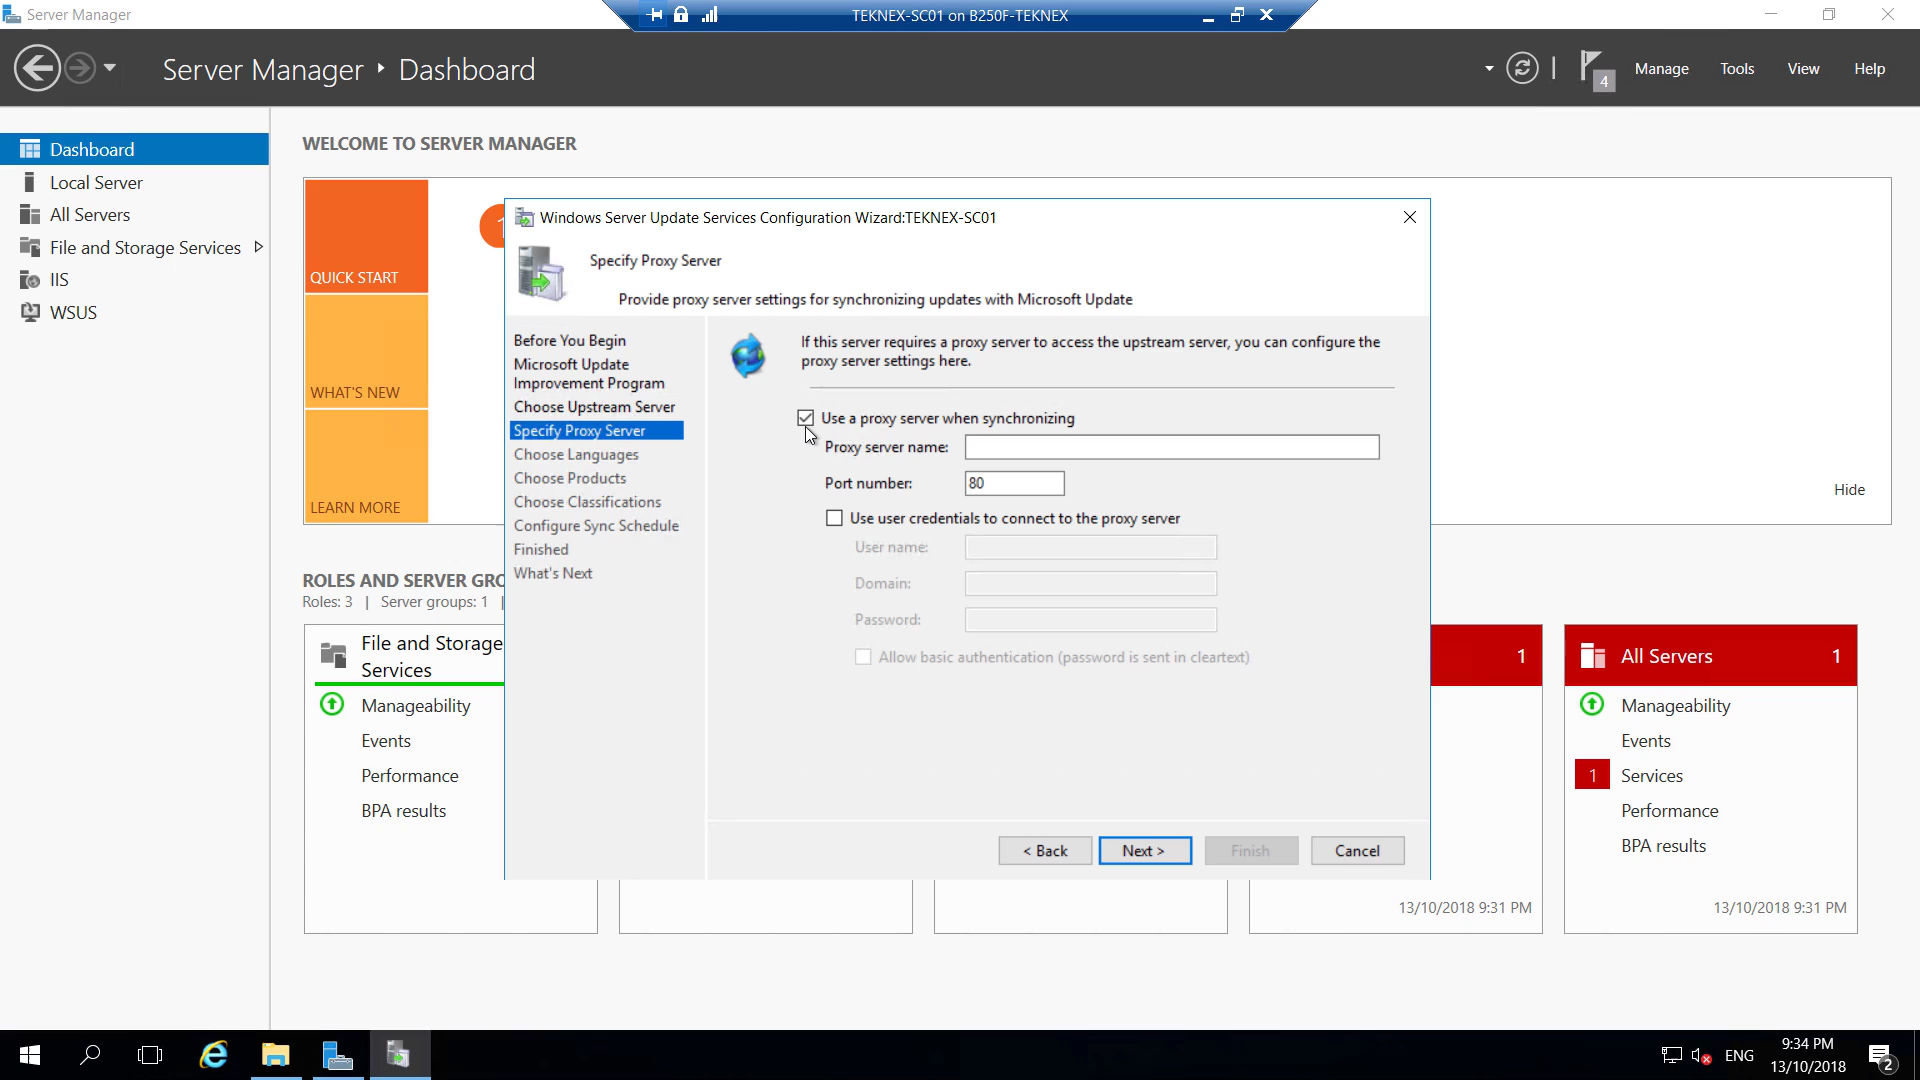 Server Manager
TEKNEX-SC01 on B250F-TEKNEX
Server Manager
Dashboard
4
Manage
Tools
View
Help
Dashboard
Local Server
All Servers
File and Storage Services
IIS
WSUS
WELCOME TO SERVER MANAGER
QUICK START
WHAT'S NEW
LEARN MORE
1
Hide
Windows Server Update Services Configuration Wizard:TEKNEX-SC01
Specify Proxy Server
Provide proxy server settings for synchronizing updates with Microsoft Update
Before You Begin
Microsoft Update
Improvement Program
Choose Upstream Server
Specify Proxy Server
Choose Languages
Choose Products
Choose Classifications
Configure Sync Schedule
Finished
What's Next
If this server requires a proxy server to access the upstream server, you can configure the
proxy server settings here.
Use a proxy server when synchronizing
Proxy server name:
Port number: 80
Use user credentials to connect to the proxy server
User name:
Domain:
Password:
Allow basic authentication (password is sent in cleartext)
< Back
Next >
Finish
Cancel
ROLES AND SERVER GRO
Roles: 3 | Server groups: 1 |
File and Storage
Services
Manageability
Events
Performance
BPA results
1
13/10/2018 9:31 PM
All Servers 1
Manageability
Events
1 Services
Performance
BPA results
13/10/2018 9:31 PM
ENG
9:34 PM
13/10/2018
2